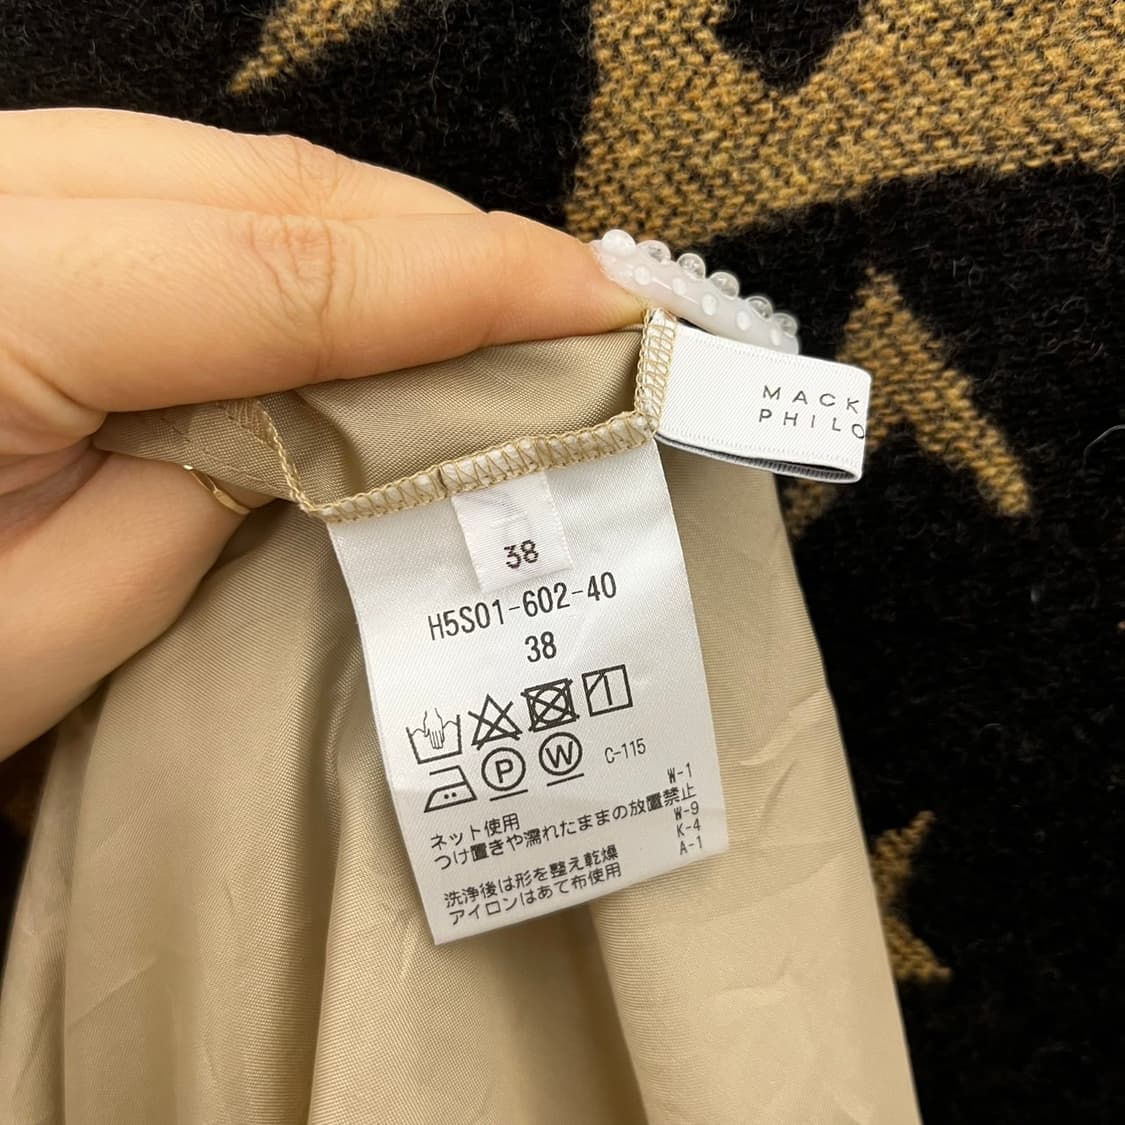 MACK
PHILO
38
H5S01-602-40
38
P W C-115
W-1
ネット使用
つけ置きや濡れたままの放置禁止
W-9
K-4
洗浄後は形を整え乾燥
A-1
アイロンはあて布使用